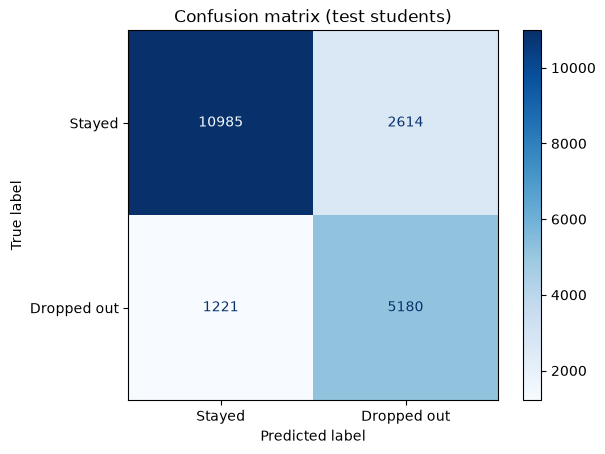 Confusion matrix (test students)
Stayed
10985
2614
Dropped out
1221
5180
Stayed
Dropped out
Predicted label
True label
10000
8000
6000
4000
2000